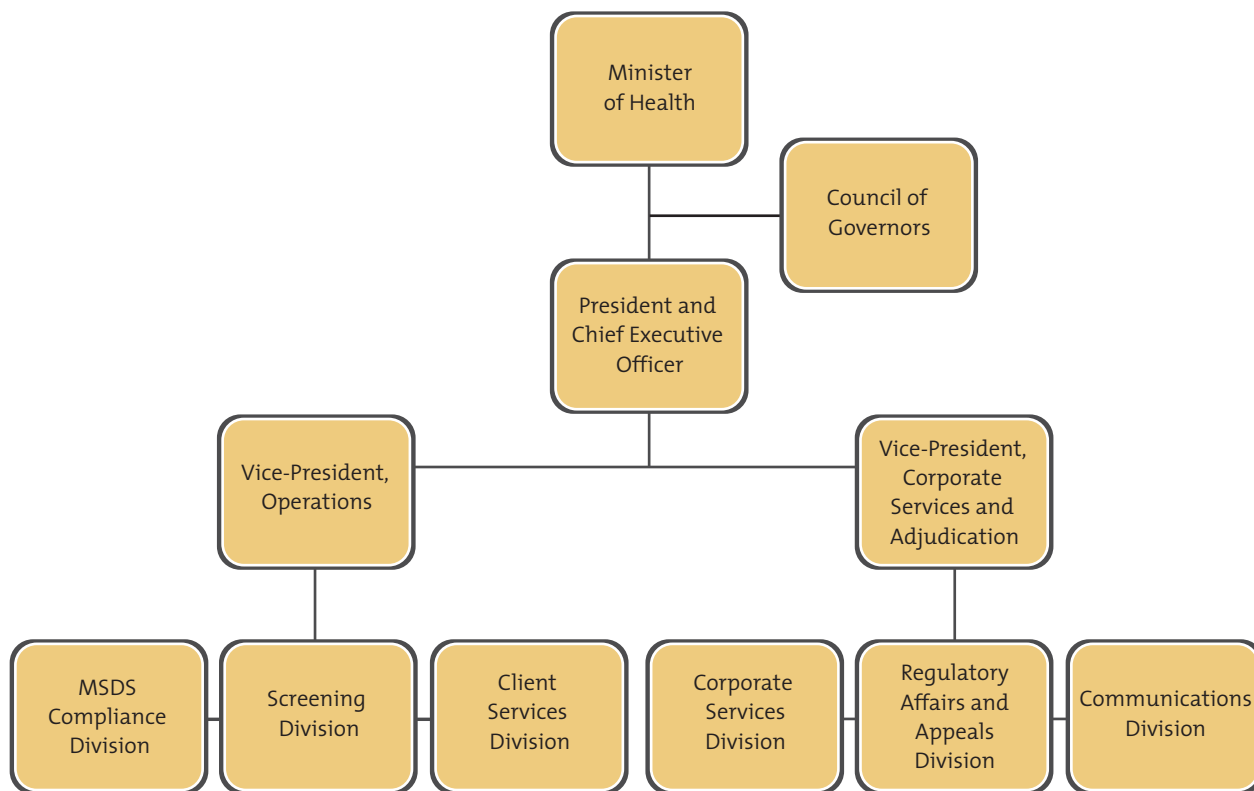 Minister
of Health
Council of
Governors
President and
Chief Executive
Officer
Vice-President,
Operations
Vice-President,
Corporate
Services and
Adjudication
MSDS
Compliance
Division
Screening
Division
Client
Services
Division
Corporate
Services
Division
Regulatory
Affairs and
Appeals
Division
Communications
Division